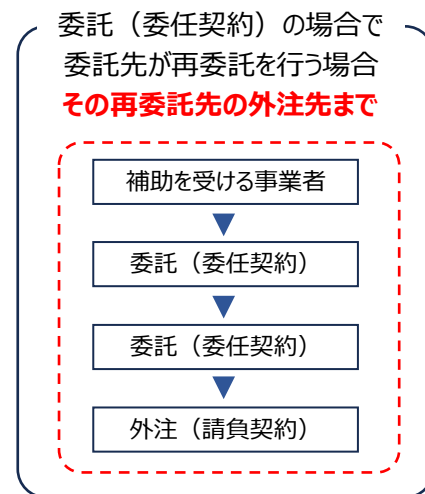 委託（委任契約）の場合で
委託先が再委託を行う場合
その再委託先の外注先まで
補助を受ける事業者
委託（委任契約）
委託（委任契約）
外注（請負契約）